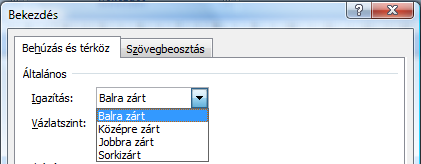 Bekezdés
Behúzás és térköz Szövegbeosztás
Általános
Igazítás: Balra zárt
Vázlatszint: Balra zárt
Középre zárt
Jobbra zárt
Sorkizárt